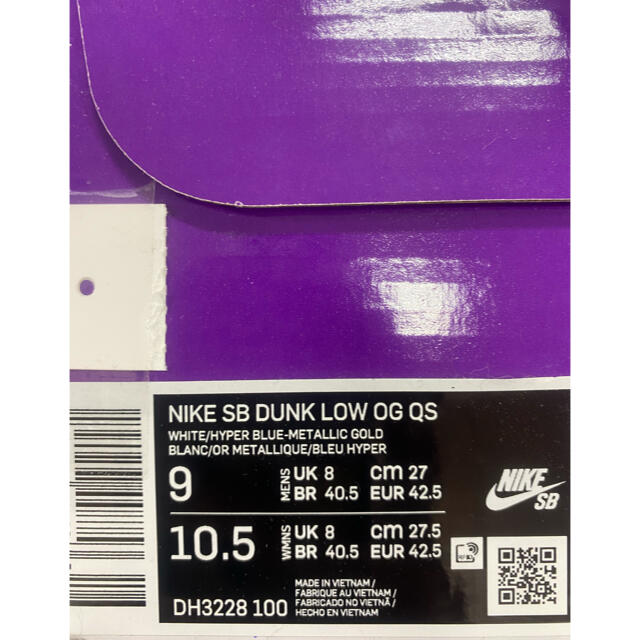 NIKE SB DUNK LOW OG QS
WHITE/HYPER BLUE-METALLIC GOLD
BLANC/OR METALLIQUE/BLEU HYPER
9 MENS UK 8 cm 27
BR 40.5 EUR 42.5
10.5 WMNS UK 8 cm 27.5
BR 40.5 EUR 42.5
NIKE
SB
DH3228 100
MADE IN VIETNAM /
FABRIQUE AU VIETNAM /
FABRICADO NO VIETNÃ /
HECHO EN VIETNAM